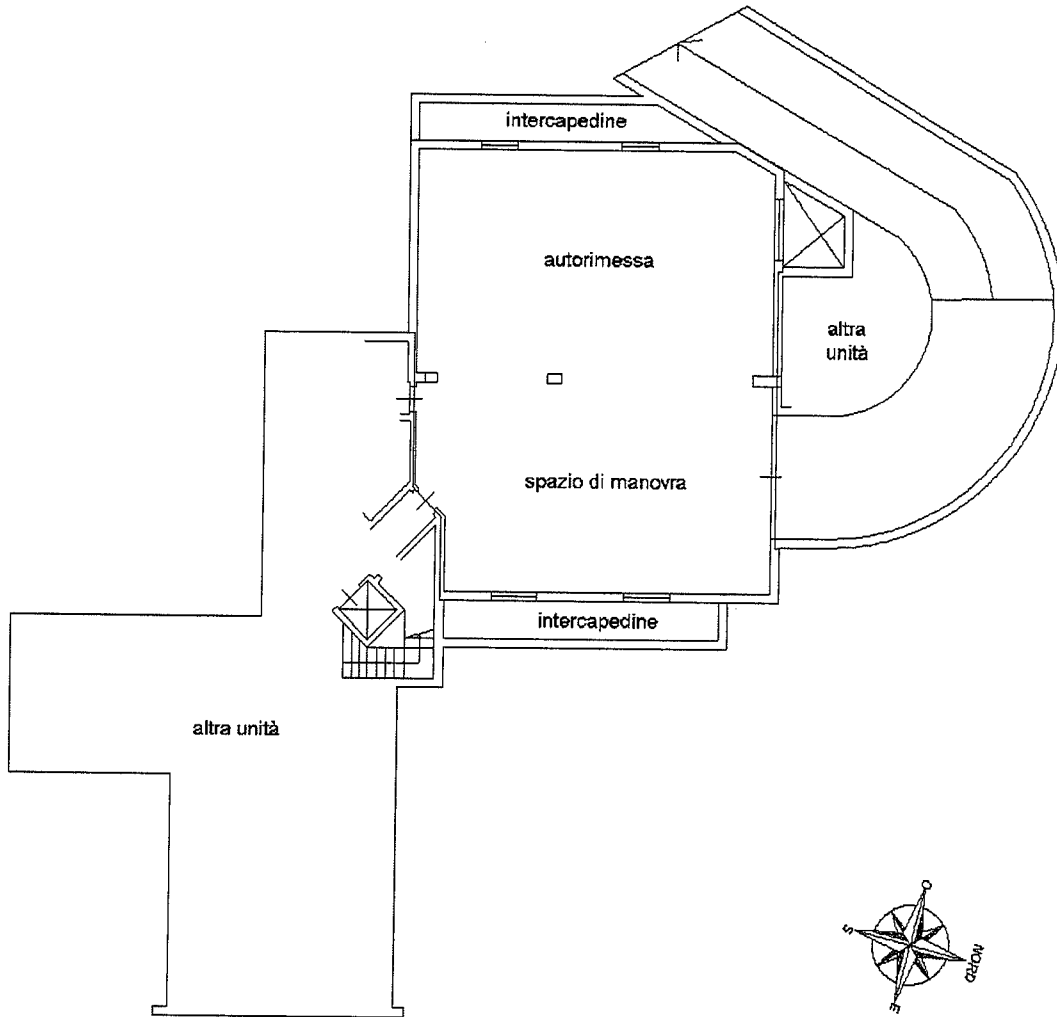 intercapedine
autorimessa
altra
unità
spazio di manovra
intercapedine
altra unità
O
S
NORD
E